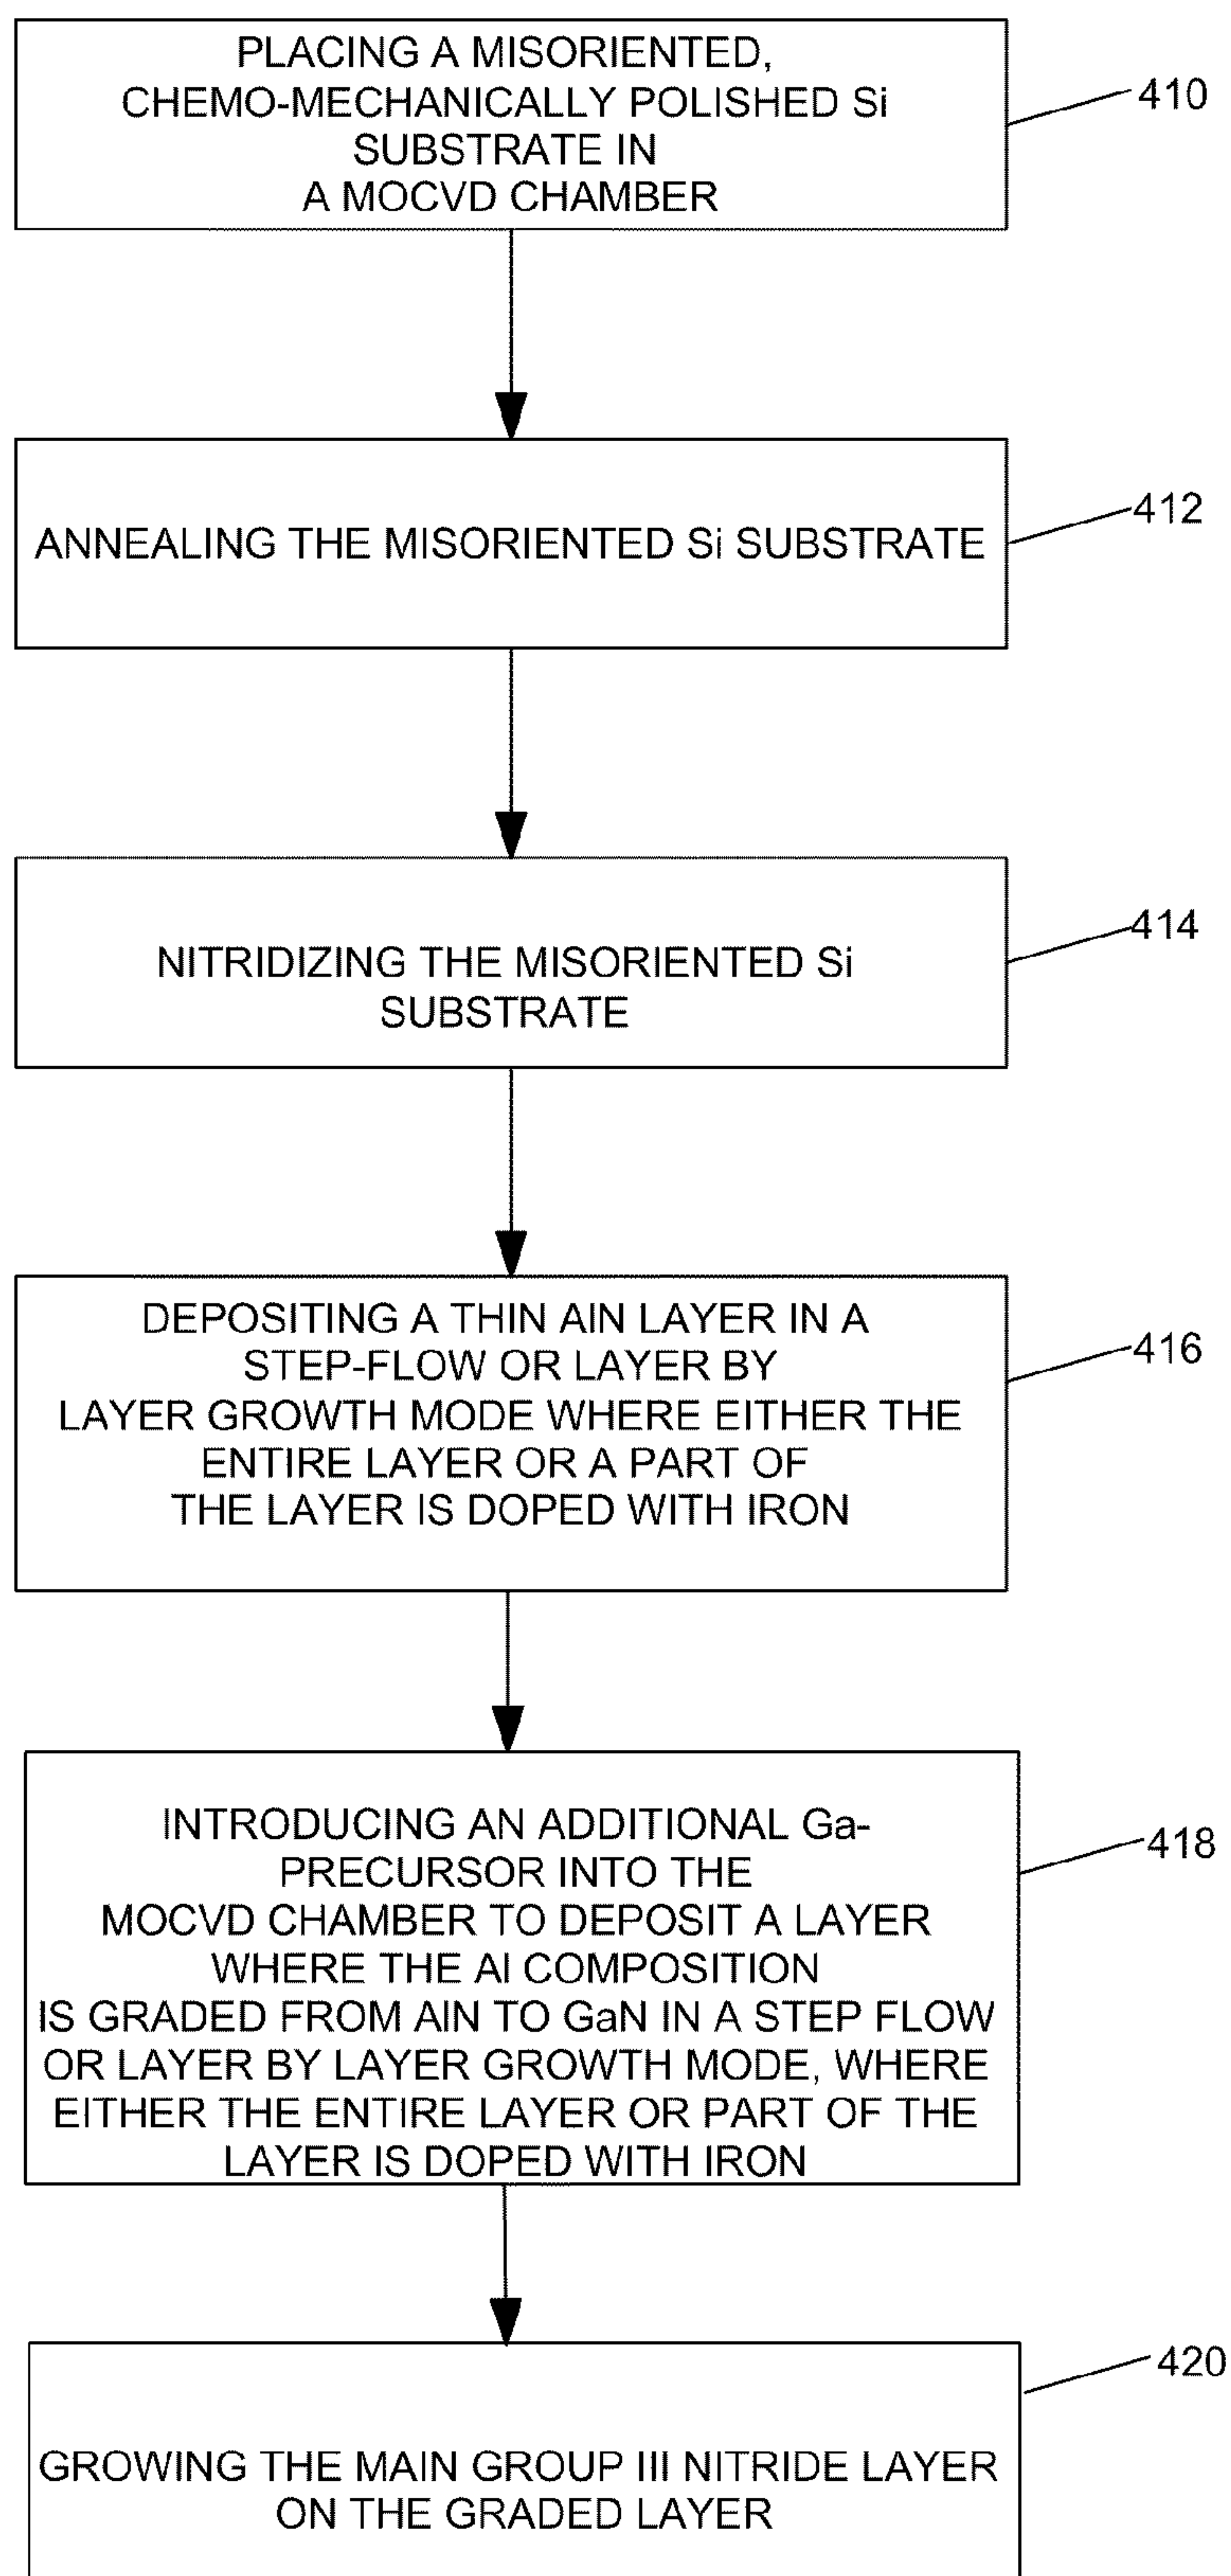 PLACING A MISORIENTED,
CHEMO-MECHANICALLY POLISHED Si
SUBSTRATE IN
A MOCVD CHAMBER
410
ANNEALING THE MISORIENTED Si SUBSTRATE
412
NITRIDIZING THE MISORIENTED Si
SUBSTRATE
414
DEPOSITING A THIN AlN LAYER IN A
STEP-FLOW OR LAYER BY
LAYER GROWTH MODE WHERE EITHER THE
ENTIRE LAYER OR A PART OF
THE LAYER IS DOPED WITH IRON
416
INTRODUCING AN ADDITIONAL Ga-
PRECURSOR INTO THE
MOCVD CHAMBER TO DEPOSIT A LAYER
WHERE THE Al COMPOSITION
IS GRADED FROM AlN TO GaN IN A STEP FLOW
OR LAYER BY LAYER GROWTH MODE, WHERE
EITHER THE ENTIRE LAYER OR PART OF THE
LAYER IS DOPED WITH IRON
418
GROWING THE MAIN GROUP III NITRIDE LAYER
ON THE GRADED LAYER
420